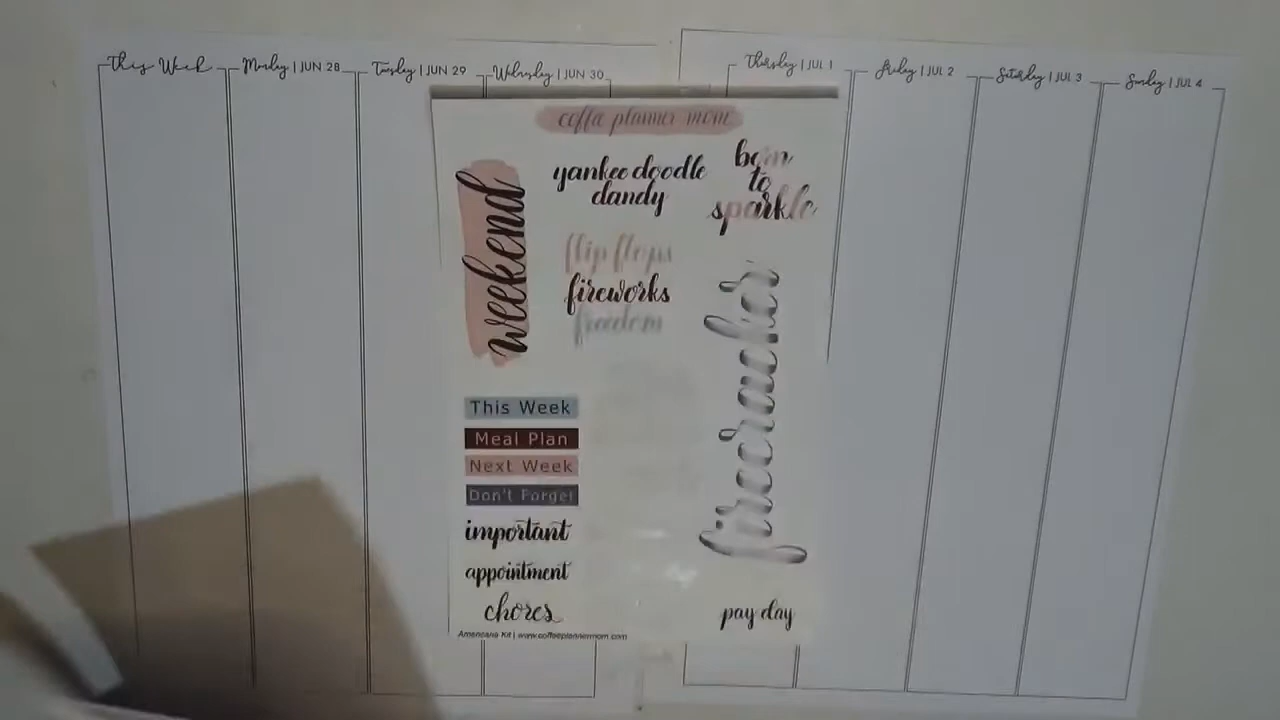 This Week
Monday | JUN 28
Tuesday | JUN 29
Wednesday | JUN 30
Thursday | JUL 1
Friday | JUL 2
Saturday | JUL 3
Sunday | JUL 4
coffee planner mom
weekend
yankee doodle
dandy
born
to
sparkle
flip flops
fireworks
freedom
firecracker
This Week
Meal Plan
Next Week
Don't Forget
important
appointment
chores
pay day
Americana Kit | www.coffeeplannermom.com